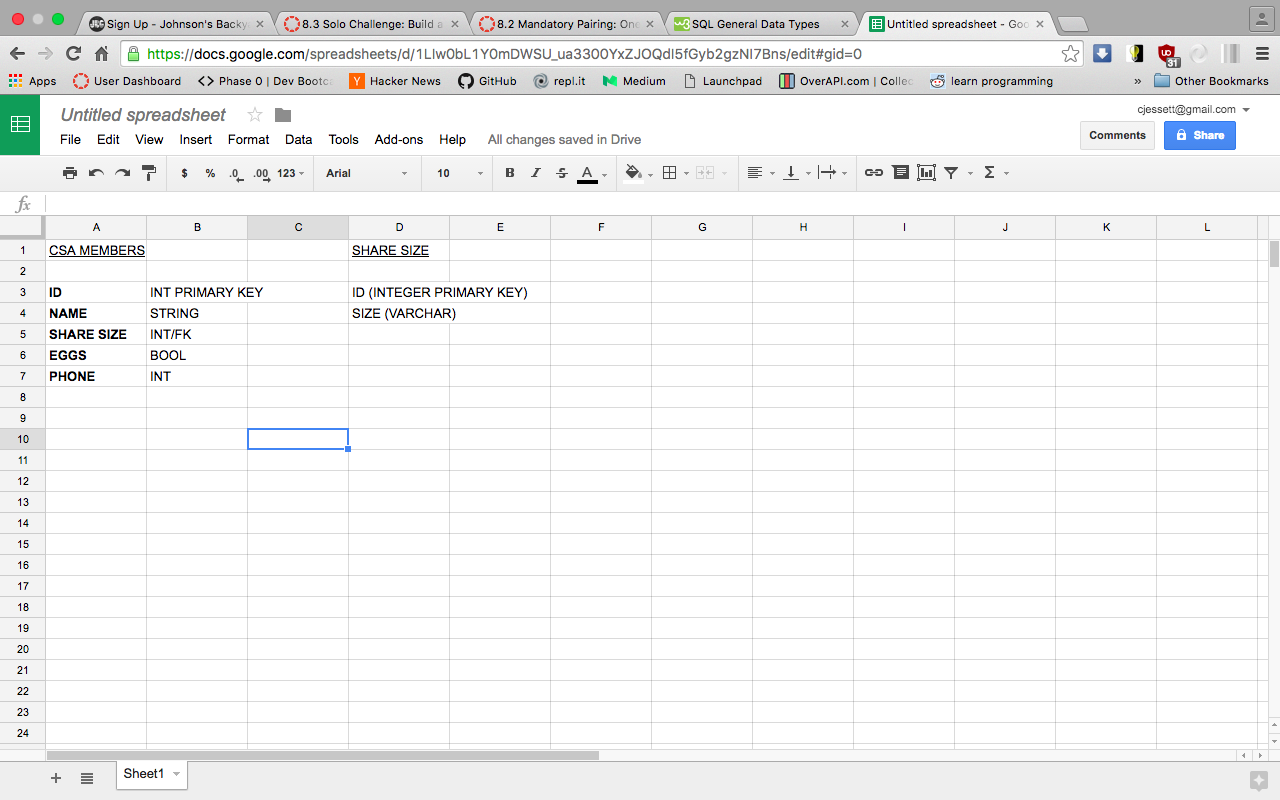 Sign Up - Johnson's Backy
8.3 Solo Challenge: Build a
8.2 Mandatory Pairing: One
SQL General Data Types
Untitled spreadsheet - Goo
https://docs.google.com/spreadsheets/d/1LIw0bL1Y0mDWSU_ua3300YxZJOQdI5fGyb2gzNI7Bns/edit#gid=0
Apps User Dashboard Phase 0 | Dev Bootca Hacker News GitHub repl.it Medium Launchpad OverAPI.com | Collec learn programming » Other Bookmarks
Untitled spreadsheet
cjessett@gmail.com
File Edit View Insert Format Data Tools Add-ons Help All changes saved in Drive
Comments Share
$ % .0 .00 123 Arial 10 B I S A Σ
fx
A B C D E F G H I J K L
1 CSA MEMBERS SHARE SIZE
2
3 ID INT PRIMARY KEY ID (INTEGER PRIMARY KEY)
4 NAME STRING SIZE (VARCHAR)
5 SHARE SIZE INT/FK
6 EGGS BOOL
7 PHONE INT
8
9
10
11
12
13
14
15
16
17
18
19
20
21
22
23
24
+ Sheet1